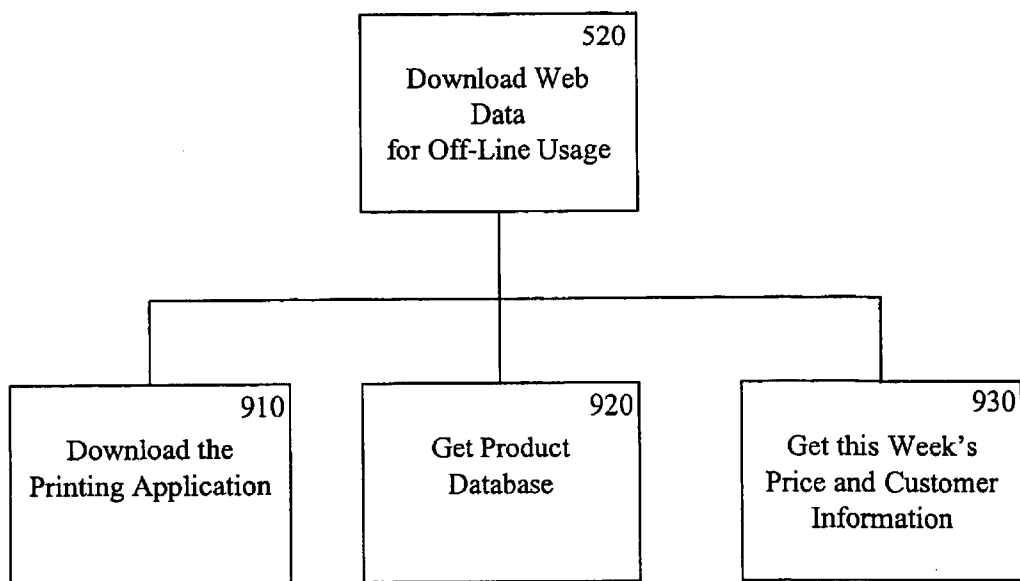 520
Download Web
Data
for Off-Line Usage
910
Download the
Printing Application
920
Get Product
Database
930
Get this Week's
Price and Customer
Information